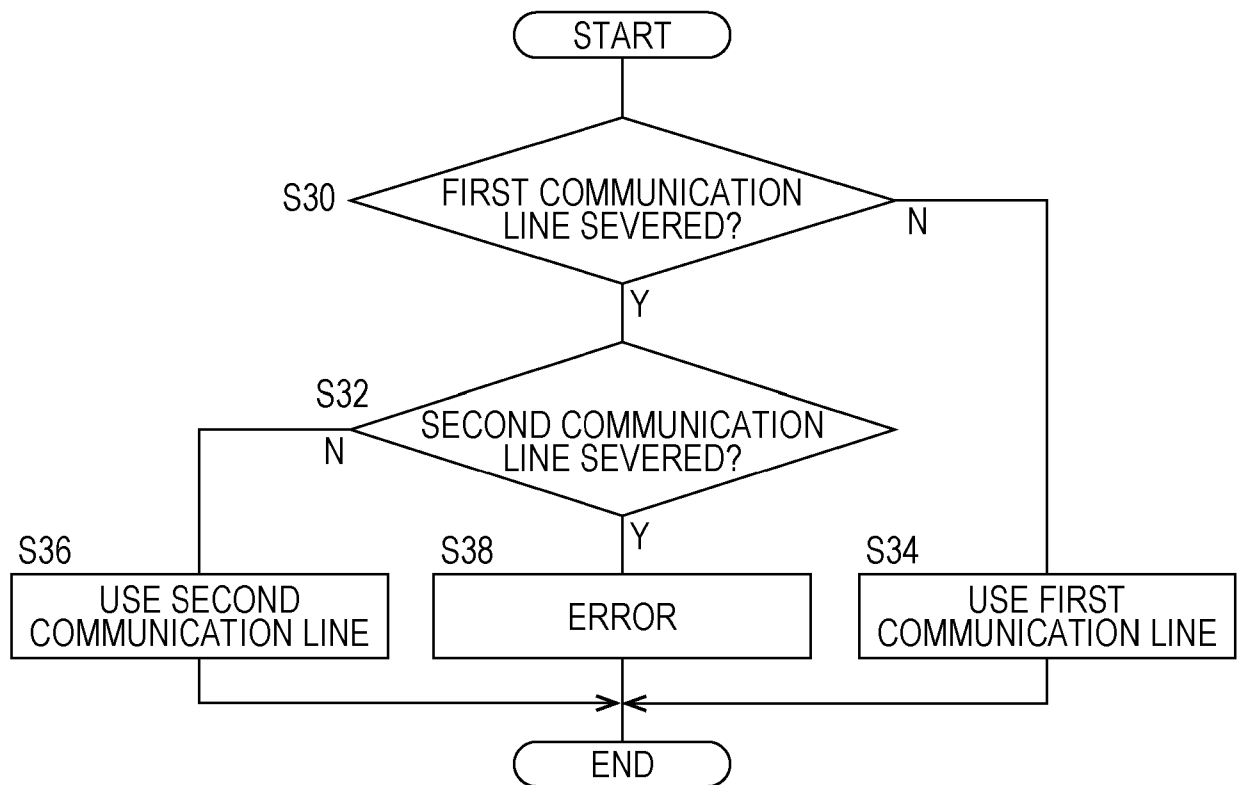 START
S30
FIRST COMMUNICATION
LINE SEVERED?
N
Y
S32
SECOND COMMUNICATION
LINE SEVERED?
N
Y
S36
USE SECOND
COMMUNICATION LINE
S38
ERROR
S34
USE FIRST
COMMUNICATION LINE
END